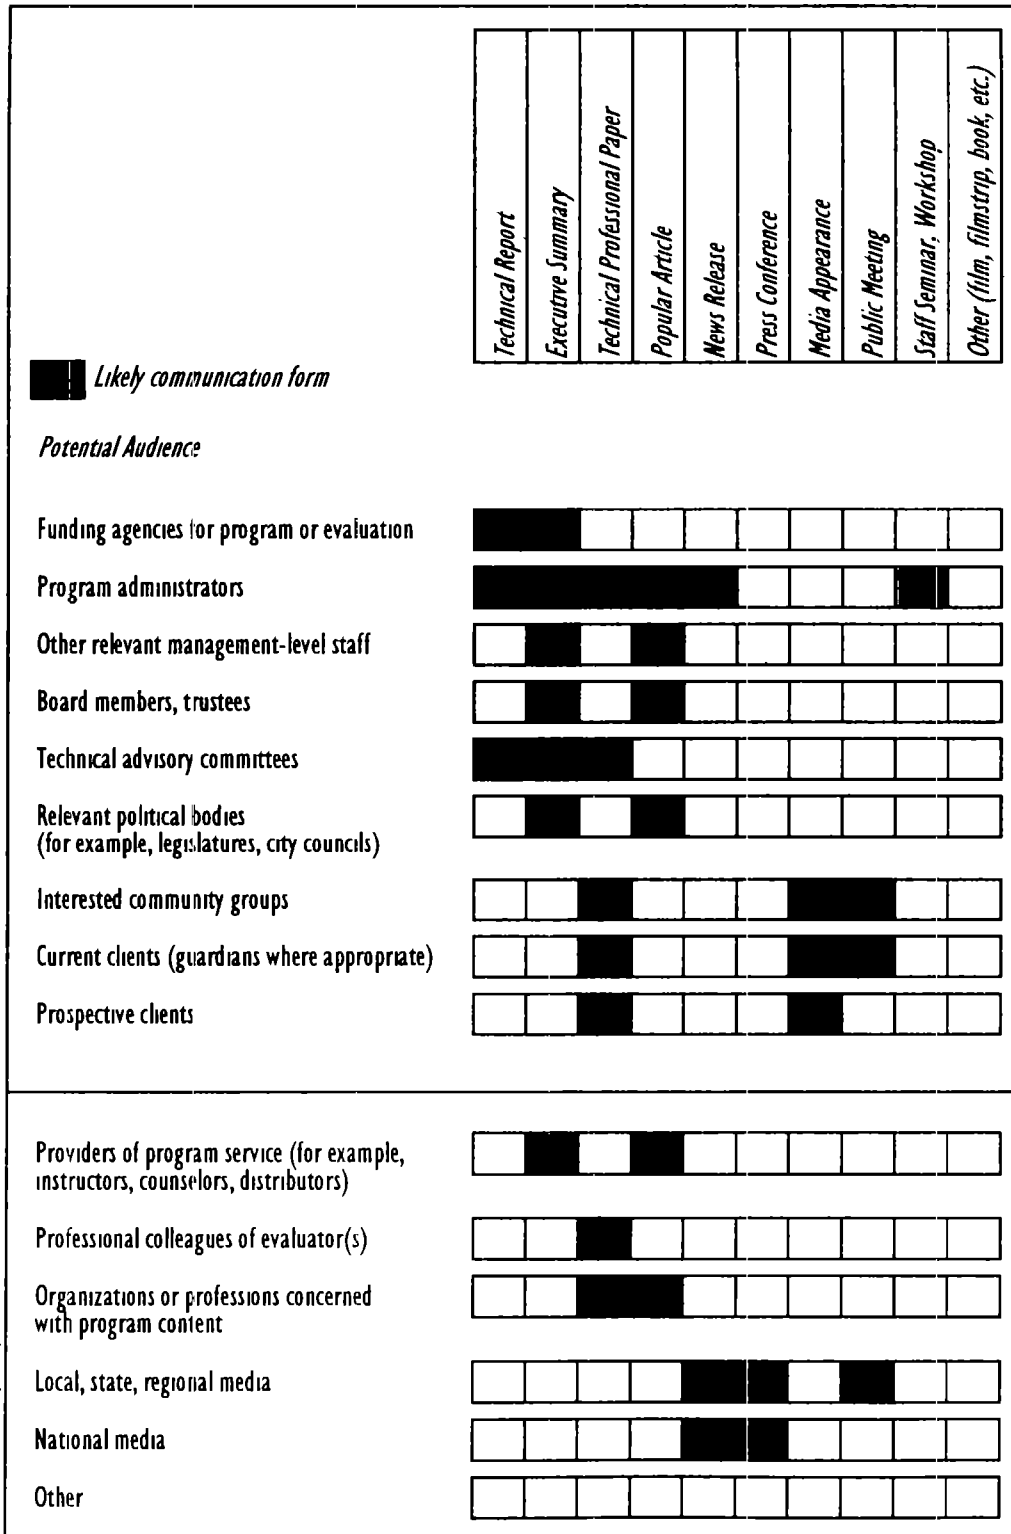 Technical Report
Executive Summary
Technical Professional Paper
Popular Article
News Release
Press Conference
Media Appearance
Public Meeting
Staff Seminar, Workshop
Other (film, filmstrip, book, etc.)
Likely communication form
Potential Audience
Funding agencies for program or evaluation
Program administrators
Other relevant management-level staff
Board members, trustees
Technical advisory committees
Relevant political bodies
(for example, legislatures, city councils)
Interested community groups
Current clients (guardians where appropriate)
Prospective clients
Providers of program service (for example,
instructors, counselors, distributors)
Professional colleagues of evaluator(s)
Organizations or professions concerned
with program content
Local, state, regional media
National media
Other